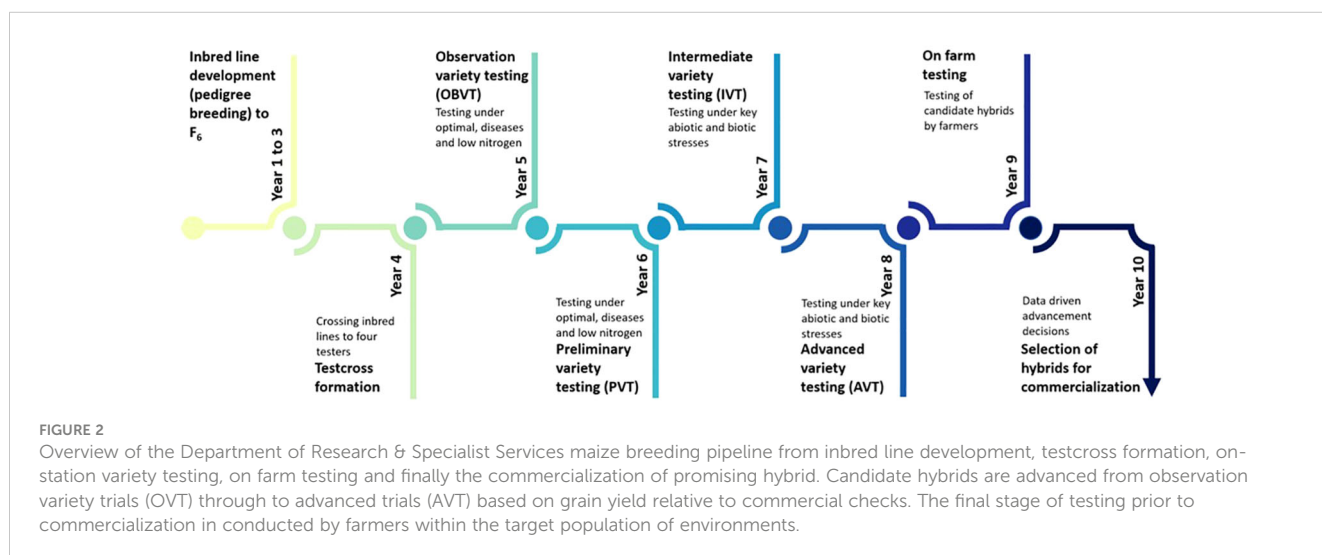 Inbred line
development
(pedigree
breeding) to
F₆
Year 1 to 3
Observation
variety testing
(OBVT)
Testing under
optimal, diseases
and low nitrogen
Year 5
Intermediate
variety
testing (IVT)
Testing under key
abiotic and biotic
stresses
Year 7
On farm
testing
Testing of
candidate hybrids
by farmers
Year 9
Year 4
Crossing inbred
lines to four
testers
Testcross
formation
Year 6
Testing under
optimal, diseases
and low nitrogen
Preliminary
variety
testing (PVT)
Year 8
Testing under key
abiotic and biotic
stresses
Advanced
variety
testing (AVT)
Year 10
Data driven
advancement
decisions
Selection of
hybrids for
commercialization
FIGURE 2
Overview of the Department of Research & Specialist Services maize breeding pipeline from inbred line development, testcross formation, on-
station variety testing, on farm testing and finally the commercialization of promising hybrid. Candidate hybrids are advanced from observation
variety trials (OVT) through to advanced trials (AVT) based on grain yield relative to commercial checks. The final stage of testing prior to
commercialization in conducted by farmers within the target population of environments.